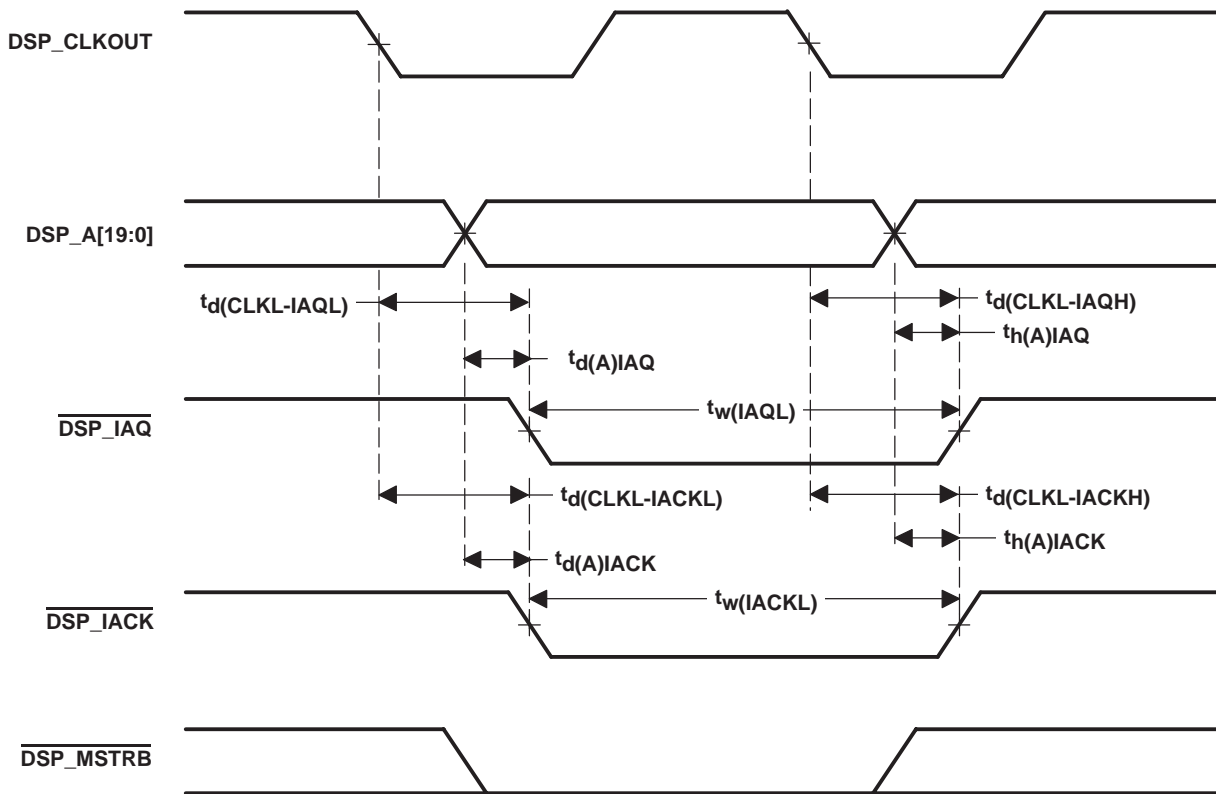 DSP_CLKOUT
DSP_A[19:0]
td(CLKL-IAQL)
td(CLKL-IAQH)
th(A)IAQ
td(A)IAQ
tw(IAQL)
DSP_IAQ
td(CLKL-IACKL)
td(CLKL-IACKH)
th(A)IACK
td(A)IACK
tw(IACKL)
DSP_IACK
DSP_MSTRB